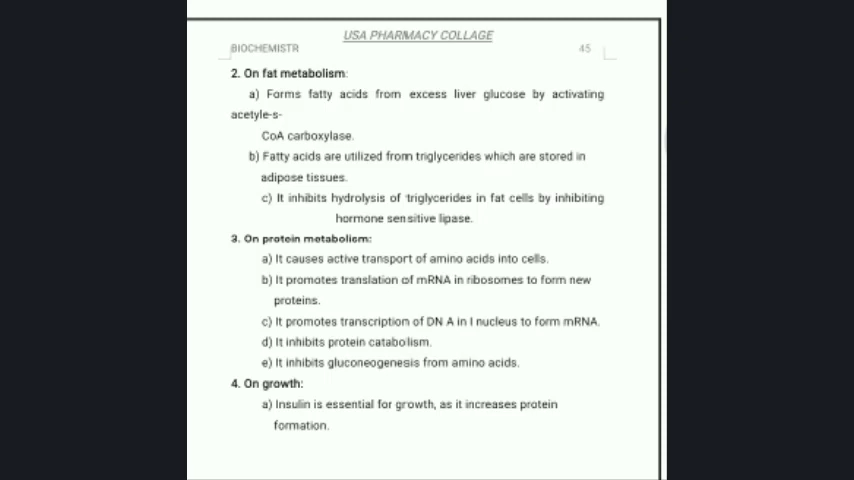 USA PHARMACY COLLAGE
BIOCHEMISTR 45
2. On fat metabolism:
a) Forms fatty acids from excess liver glucose by activating
acetyle-s-
CoA carboxylase.
b) Fatty acids are utilized from triglycerides which are stored in
adipose tissues.
c) It inhibits hydrolysis of triglycerides in fat cells by inhibiting
hormone sensitive lipase.
3. On protein metabolism:
a) It causes active transport of amino acids into cells.
b) It promotes translation of mRNA in ribosomes to form new
proteins.
c) It promotes transcription of DN A in I nucleus to form mRNA.
d) It inhibits protein catabolism.
e) It inhibits gluconeogenesis from amino acids.
4. On growth:
a) Insulin is essential for growth, as it increases protein
formation.